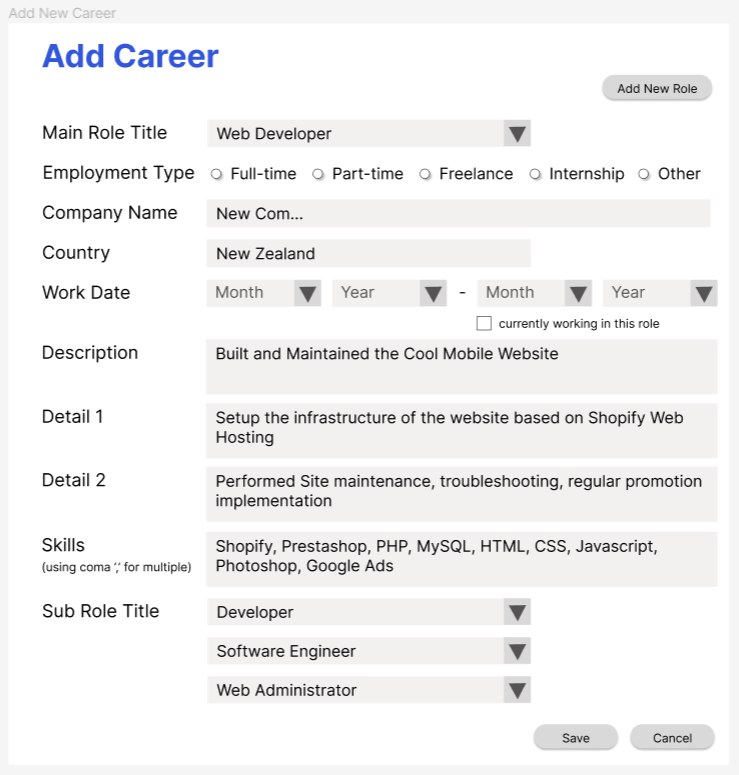 Add New Career
Add Career
Add New Role
Main Role Title
Web Developer
Employment Type
Full-time
Part-time
Freelance
Internship
Other
Company Name
New Com...
Country
New Zealand
Work Date
Month
Year
-
Month
Year
currently working in this role
Description
Built and Maintained the Cool Mobile Website
Detail 1
Setup the infrastructure of the website based on Shopify Web
Hosting
Detail 2
Performed Site maintenance, troubleshooting, regular promotion
implementation
Skills
(using coma ‘,’ for multiple)
Shopify, Prestashop, PHP, MySQL, HTML, CSS, Javascript,
Photoshop, Google Ads
Sub Role Title
Developer
Software Engineer
Web Administrator
Save
Cancel